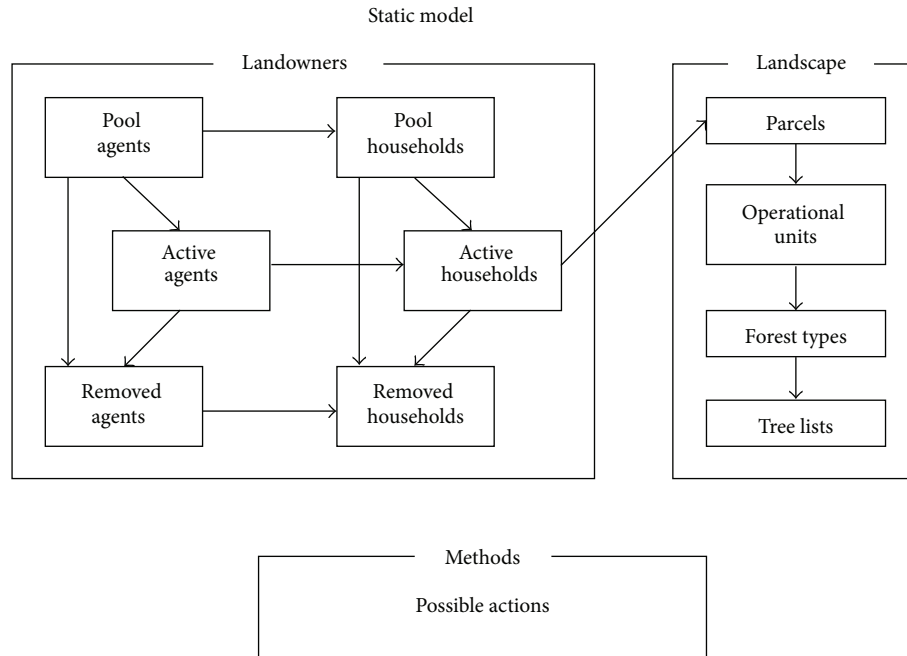 Static model
Landowners
Landscape
Pool
agents
Pool
households
Active
agents
Active
households
Removed
agents
Removed
households
Parcels
Operational
units
Forest types
Tree lists
Methods
Possible actions